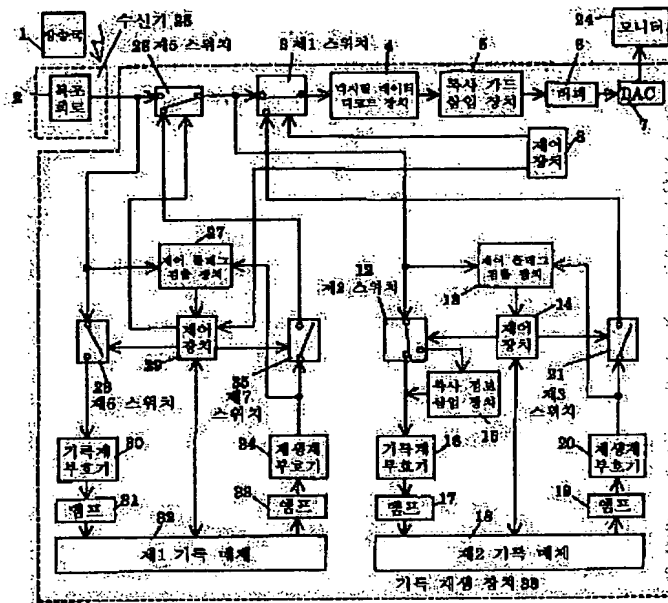 1
수신기 25
26 제5 스위치
3 제1 스위치
4
5
6
24
모니터
2
복조
회로
디지털 데이터
디코드 장치
복사 가드
삽입 장치
DAC
7
제어
장치
8
27
제어 플래그
검출 장치
12
제2 스위치
제어 플래그
검출 장치
13
제어
장치
29
28
제6 스위치
35
제7
스위치
14
제어
장치
21
제3
스위치
복사 정보
삽입 장치
15
기록계
부호기
30
34
재생계
부호기
기록계
부호기
16
20
재생계
부호기
앰프
31
33
앰프
앰프
17
19
앰프
32
제1 기록 매체
18
제2 기록 매체
기록 재생 장치